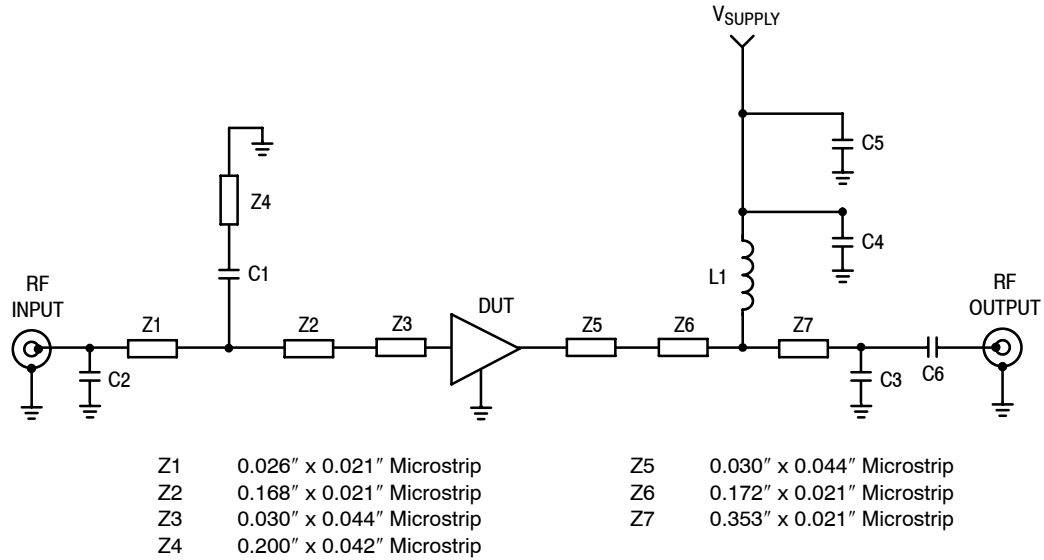 VSUPPLY
C5
Z4
C4
C1
L1
RF
INPUT
RF
OUTPUT
DUT
Z1
Z2
Z3
Z5
Z6
Z7
C2
C3
C6
Z1 0.026″ x 0.021″ Microstrip
Z2 0.168″ x 0.021″ Microstrip
Z3 0.030″ x 0.044″ Microstrip
Z4 0.200″ x 0.042″ Microstrip
Z5 0.030″ x 0.044″ Microstrip
Z6 0.172″ x 0.021″ Microstrip
Z7 0.353″ x 0.021″ Microstrip